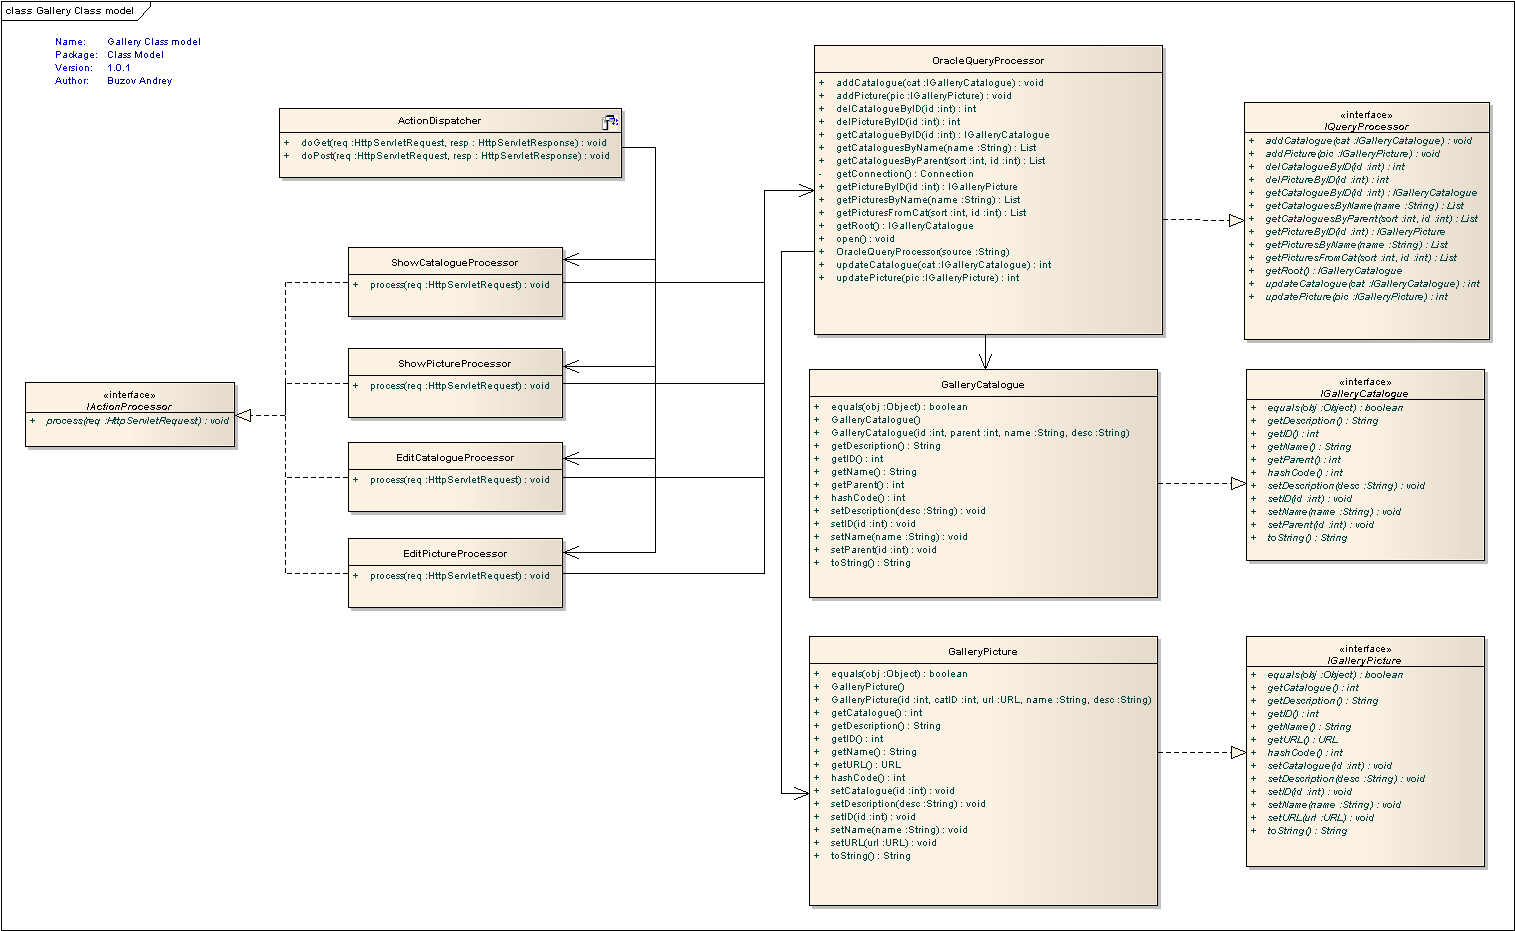 class Gallery Class model
Name: Gallery Class model
Package: Class Model
Version: 1.0.1
Author: Buzov Andrey
ActionDispatcher
+ doGet(req :HttpServletRequest, resp : HttpServletResponse) : void
+ doPost(req :HttpServletRequest, resp :HttpServletResponse) : void
ShowCatalogueProcessor
+ process(req :HttpServletRequest) : void
ShowPictureProcessor
+ process(req :HttpServletRequest) : void
EditCatalogueProcessor
+ process(req :HttpServletRequest) : void
EditPictureProcessor
+ process(req :HttpServletRequest) : void
«interface»
IActionProcessor
+ process(req :HttpServletRequest) : void
OracleQueryProcessor
+ addCatalogue(cat :IGalleryCatalogue) : void
+ addPicture(pic :IGalleryPicture) : void
+ delCatalogueByID(id :int) : int
+ delPictureByID(id :int) : int
+ getCatalogueByID(id :int) : IGalleryCatalogue
+ getCataloguesByName(name :String) : List
+ getCataloguesByParent(sort :int, id :int) : List
- getConnection() : Connection
+ getPictureByID(id :int) : IGalleryPicture
+ getPicturesByName(name :String) : List
+ getPicturesFromCat(sort :int, id :int) : List
+ getRoot() : IGalleryCatalogue
+ open() : void
+ OracleQueryProcessor(source :String)
+ updateCatalogue(cat :IGalleryCatalogue) : int
+ updatePicture(pic :IGalleryPicture) : int
«interface»
IQueryProcessor
+ addCatalogue(cat :IGalleryCatalogue) : void
+ addPicture(pic :IGalleryPicture) : void
+ delCatalogueByID(id :int) : int
+ delPictureByID(id :int) : int
+ getCatalogueByID(id :int) : IGalleryCatalogue
+ getCataloguesByName(name :String) : List
+ getCataloguesByParent(sort :int, id :int) : List
+ getPictureByID(id :int) : IGalleryPicture
+ getPicturesByName(name :String) : List
+ getPicturesFromCat(sort :int, id :int) : List
+ getRoot() : IGalleryCatalogue
+ updateCatalogue(cat :IGalleryCatalogue) : int
+ updatePicture(pic :IGalleryPicture) : int
GalleryCatalogue
+ equals(obj :Object) : boolean
+ GalleryCatalogue()
+ GalleryCatalogue(id :int, parent :int, name :String, desc :String)
+ getDescription() : String
+ getID() : int
+ getName() : String
+ getParent() : int
+ hashCode() : int
+ setDescription(desc :String) : void
+ setID(id :int) : void
+ setName(name :String) : void
+ setParent(id :int) : void
+ toString() : String
«interface»
IGalleryCatalogue
+ equals(obj :Object) : boolean
+ getDescription() : String
+ getID() : int
+ getName() : String
+ getParent() : int
+ hashCode() : int
+ setDescription(desc :String) : void
+ setID(id :int) : void
+ setName(name :String) : void
+ setParent(id :int) : void
+ toString() : String
GalleryPicture
+ equals(obj :Object) : boolean
+ GalleryPicture()
+ GalleryPicture(id :int, catID :int, url :URL, name :String, desc :String)
+ getCatalogue() : int
+ getDescription() : String
+ getID() : int
+ getName() : String
+ getURL() : URL
+ hashCode() : int
+ setCatalogue(id :int) : void
+ setDescription(desc :String) : void
+ setID(id :int) : void
+ setName(name :String) : void
+ setURL(url :URL) : void
+ toString() : String
«interface»
IGalleryPicture
+ equals(obj :Object) : boolean
+ getCatalogue() : int
+ getDescription() : String
+ getID() : int
+ getName() : String
+ getURL() : URL
+ hashCode() : int
+ setCatalogue(id :int) : void
+ setDescription(desc :String) : void
+ setID(id :int) : void
+ setName(name :String) : void
+ setURL(url :URL) : void
+ toString() : String